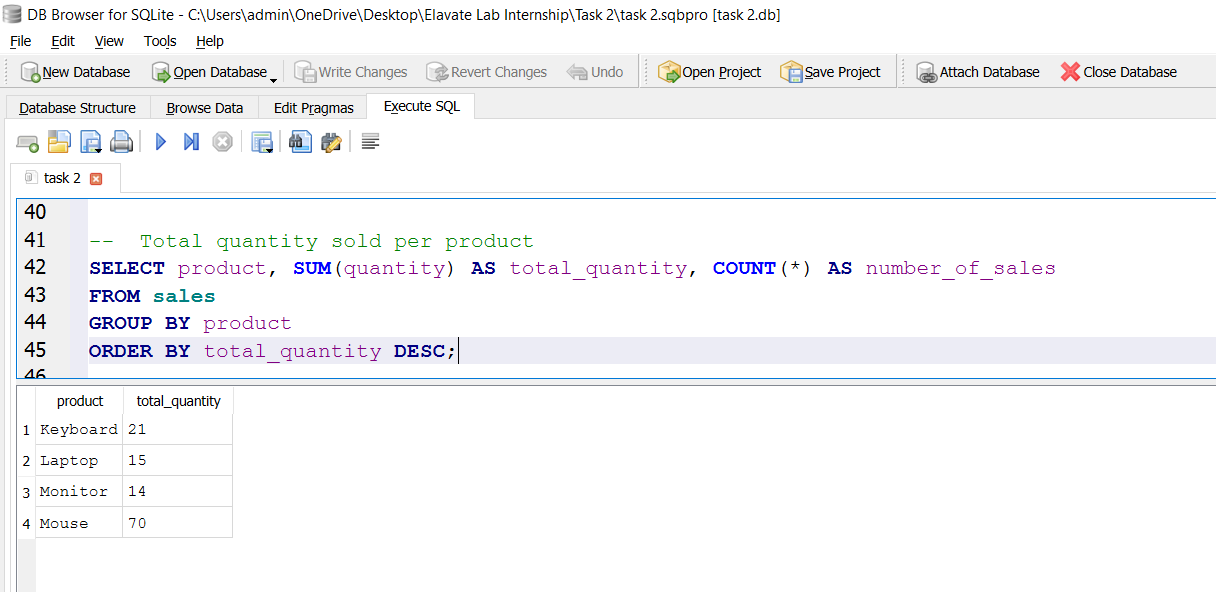 DB Browser for SQLite - C:\Users\admin\OneDrive\Desktop\Elavate Lab Internship\Task 2\task 2.sqbpro [task 2.db]
File Edit View Tools Help
New Database Open Database Write Changes Revert Changes Undo Open Project Save Project Attach Database Close Database
Database Structure Browse Data Edit Pragmas Execute SQL
task 2
40
41 -- Total quantity sold per product
42 SELECT product, SUM(quantity) AS total_quantity, COUNT(*) AS number_of_sales
43 FROM sales
44 GROUP BY product
45 ORDER BY total_quantity DESC;
46
product total_quantity
1 Keyboard 21
2 Laptop 15
3 Monitor 14
4 Mouse 70